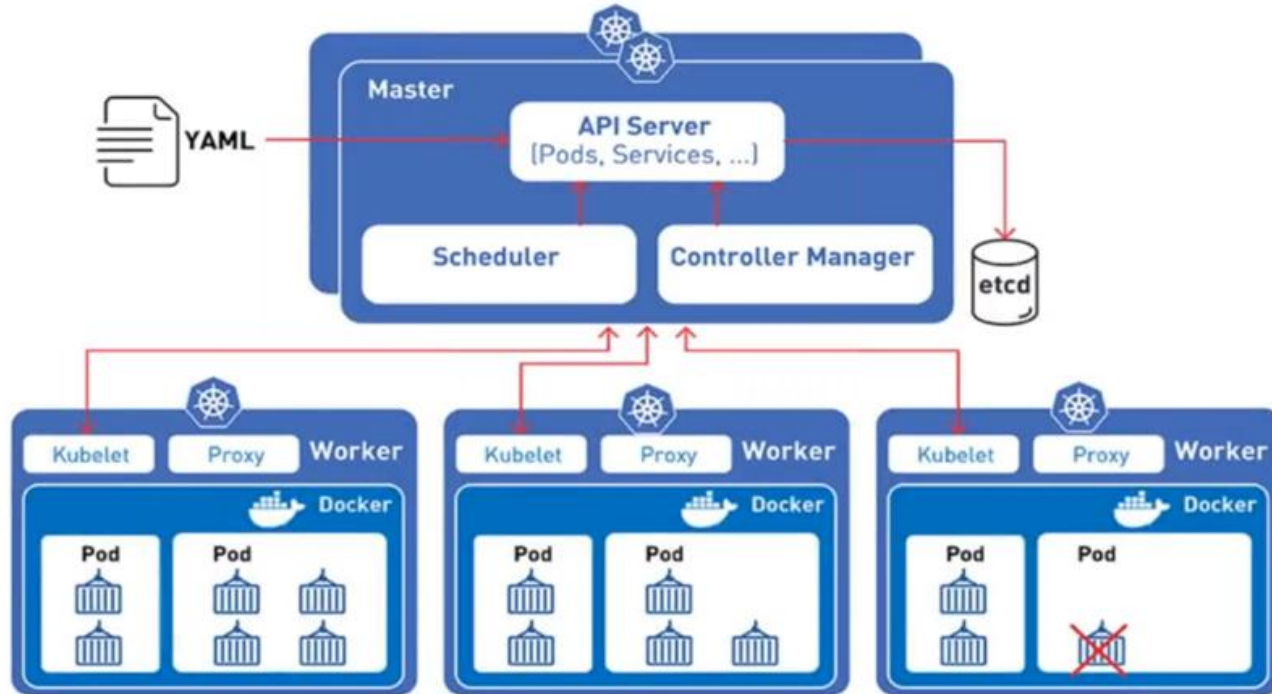 Master
API Server
(Pods, Services, ...)
YAML
Scheduler
Controller Manager
etcd
Kubelet
Proxy
Worker
Docker
Pod
Pod
Kubelet
Proxy
Worker
Docker
Pod
Pod
Kubelet
Proxy
Worker
Docker
Pod
Pod